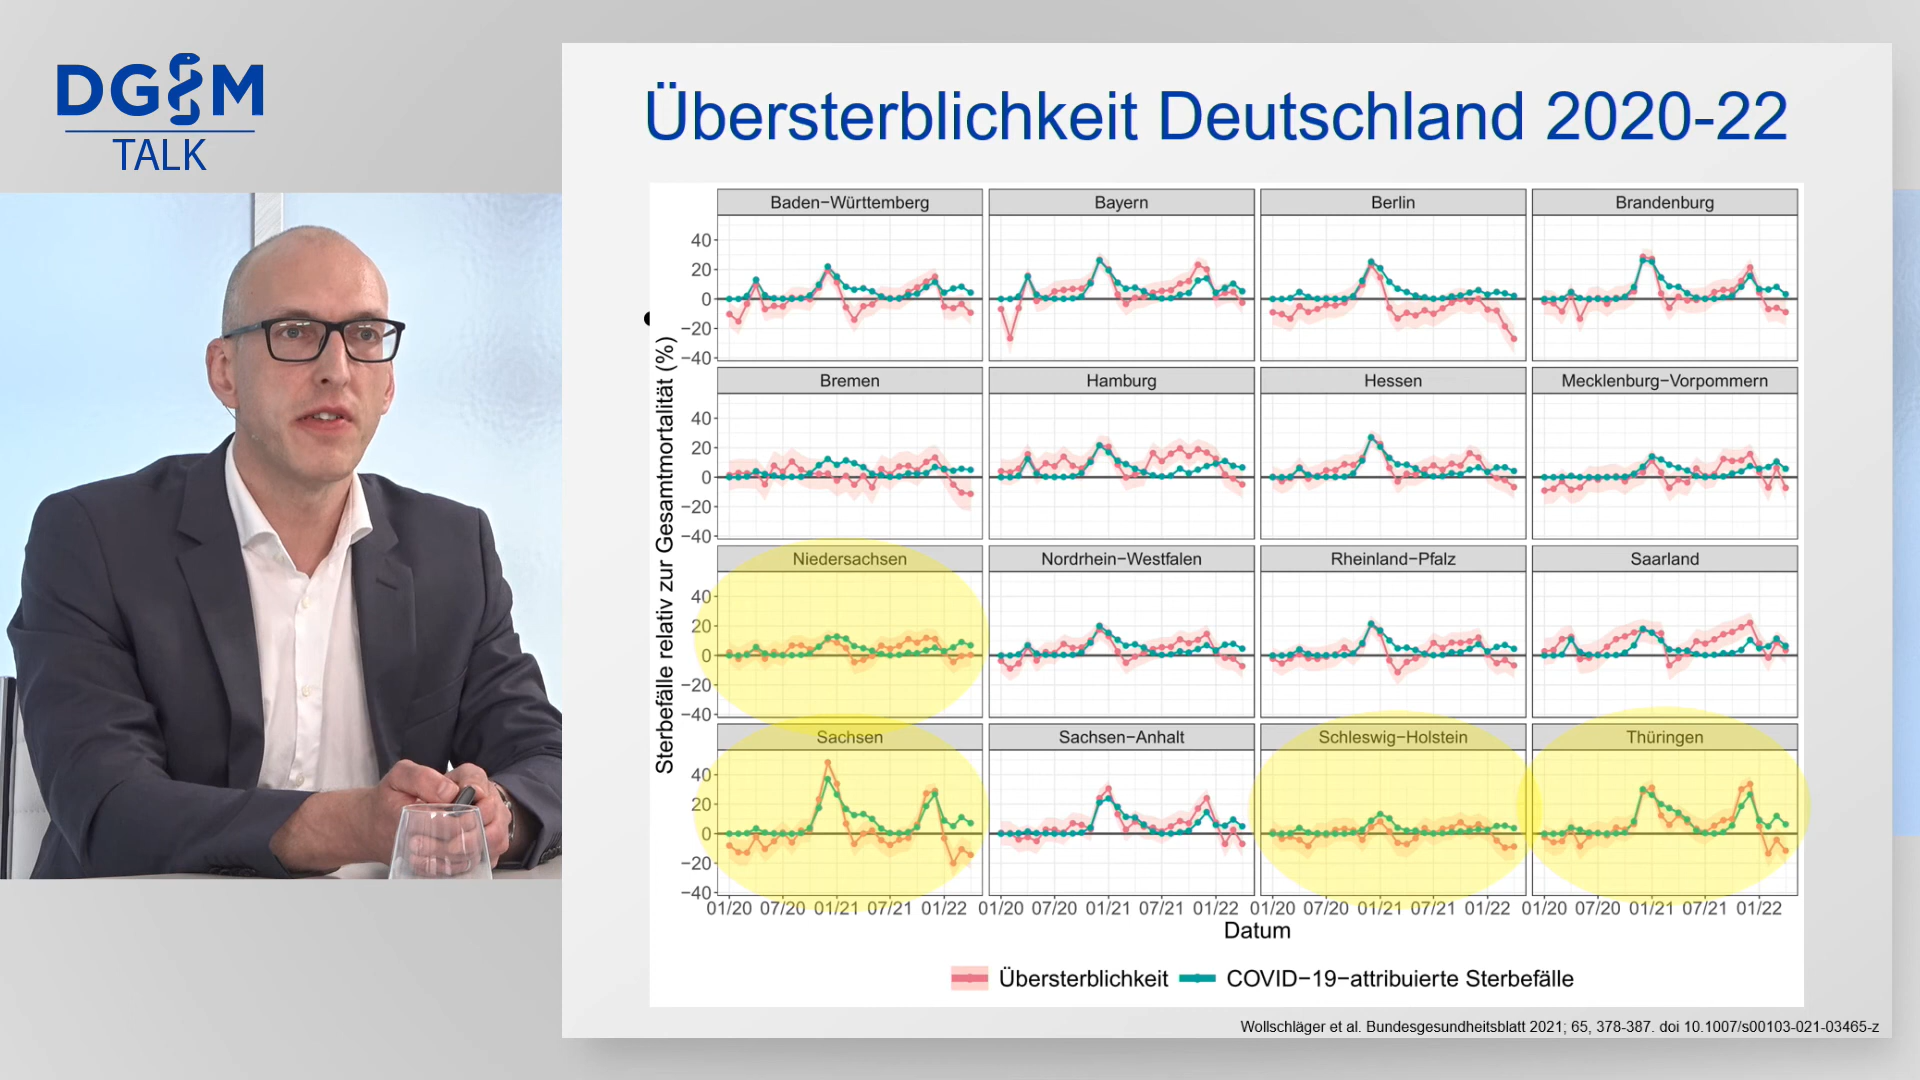 DGIM
TALK
Übersterblichkeit Deutschland 2020-22
Sterbefälle relativ zur Gesamtmortalität (%)
Baden−Württemberg Bayern Berlin Brandenburg
40
20
0
−20
−40
Bremen Hamburg Hessen Mecklenburg−Vorpommern
40
20
0
−20
−40
Niedersachsen Nordrhein−Westfalen Rheinland−Pfalz Saarland
40
20
0
−20
−40
Sachsen Sachsen−Anhalt Schleswig−Holstein Thüringen
40
20
0
−20
−40
01/20 07/20 01/21 07/21 01/22 01/20 07/20 01/21 07/21 01/22 01/20 07/20 01/21 07/21 01/22 01/20 07/20 01/21 07/21 01/22
Datum
Übersterblichkeit COVID−19−attribuierte Sterbefälle
Wollschläger et al. Bundesgesundheitsblatt 2021; 65, 378-387. doi 10.1007/s00103-021-03465-z